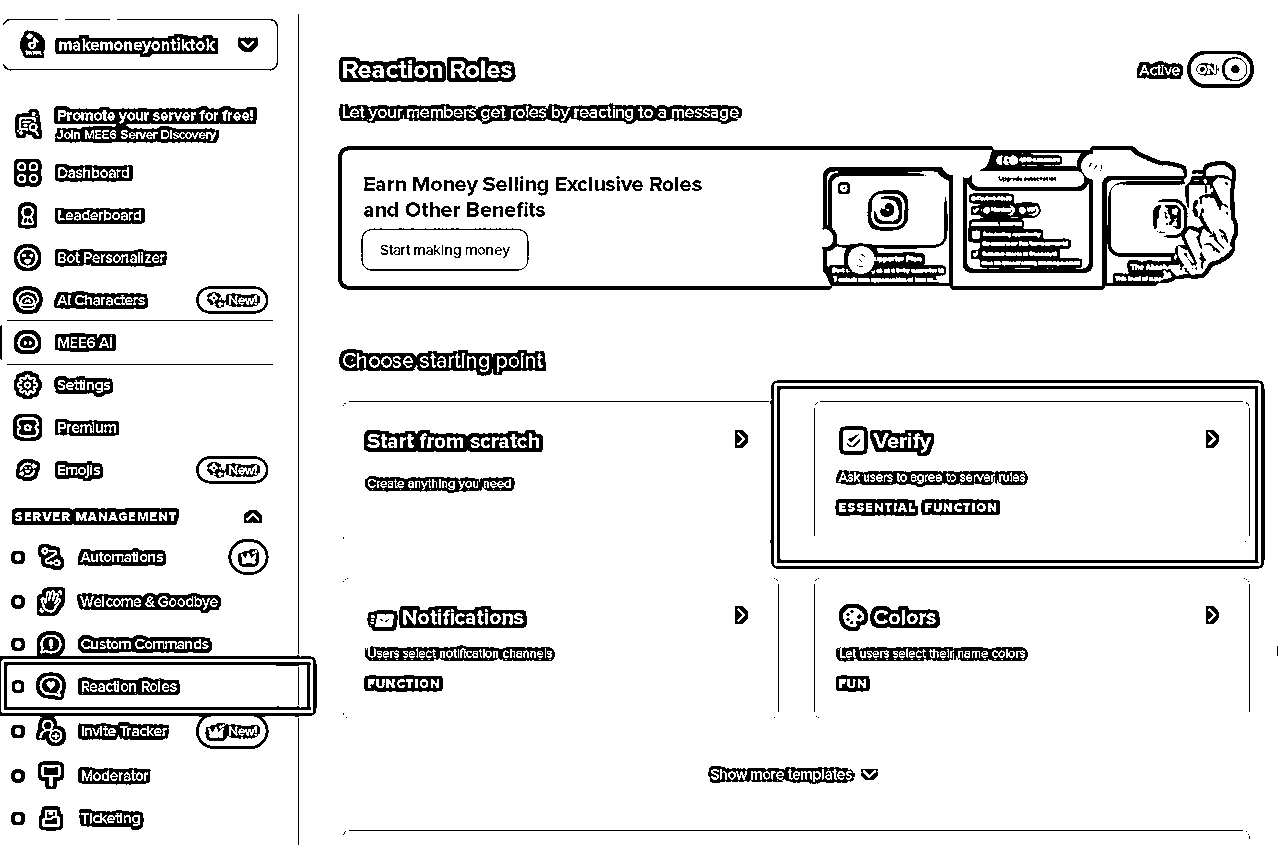 makemoneyontiktok
Promote your server for free!
Join MEE6 Server Discovery
Dashboard
Leaderboard
Bot Personalizer
AI Characters
New!
MEE6 AI
Settings
Premium
Emojis
New!
SERVER MANAGEMENT
Automations
Welcome & Goodbye
Custom Commands
Reaction Roles
Invite Tracker
New!
Moderator
Ticketing
Reaction Roles
Active ON
Let your members get roles by reacting to a message
Earn Money Selling Exclusive Roles
and Other Benefits
Start making money
Choose starting point
Start from scratch
Create anything you need
Verify
Ask users to agree to server rules
ESSENTIAL FUNCTION
Notifications
Users select notification channels
FUNCTION
Colors
Let users select their name colors
FUN
Show more templates